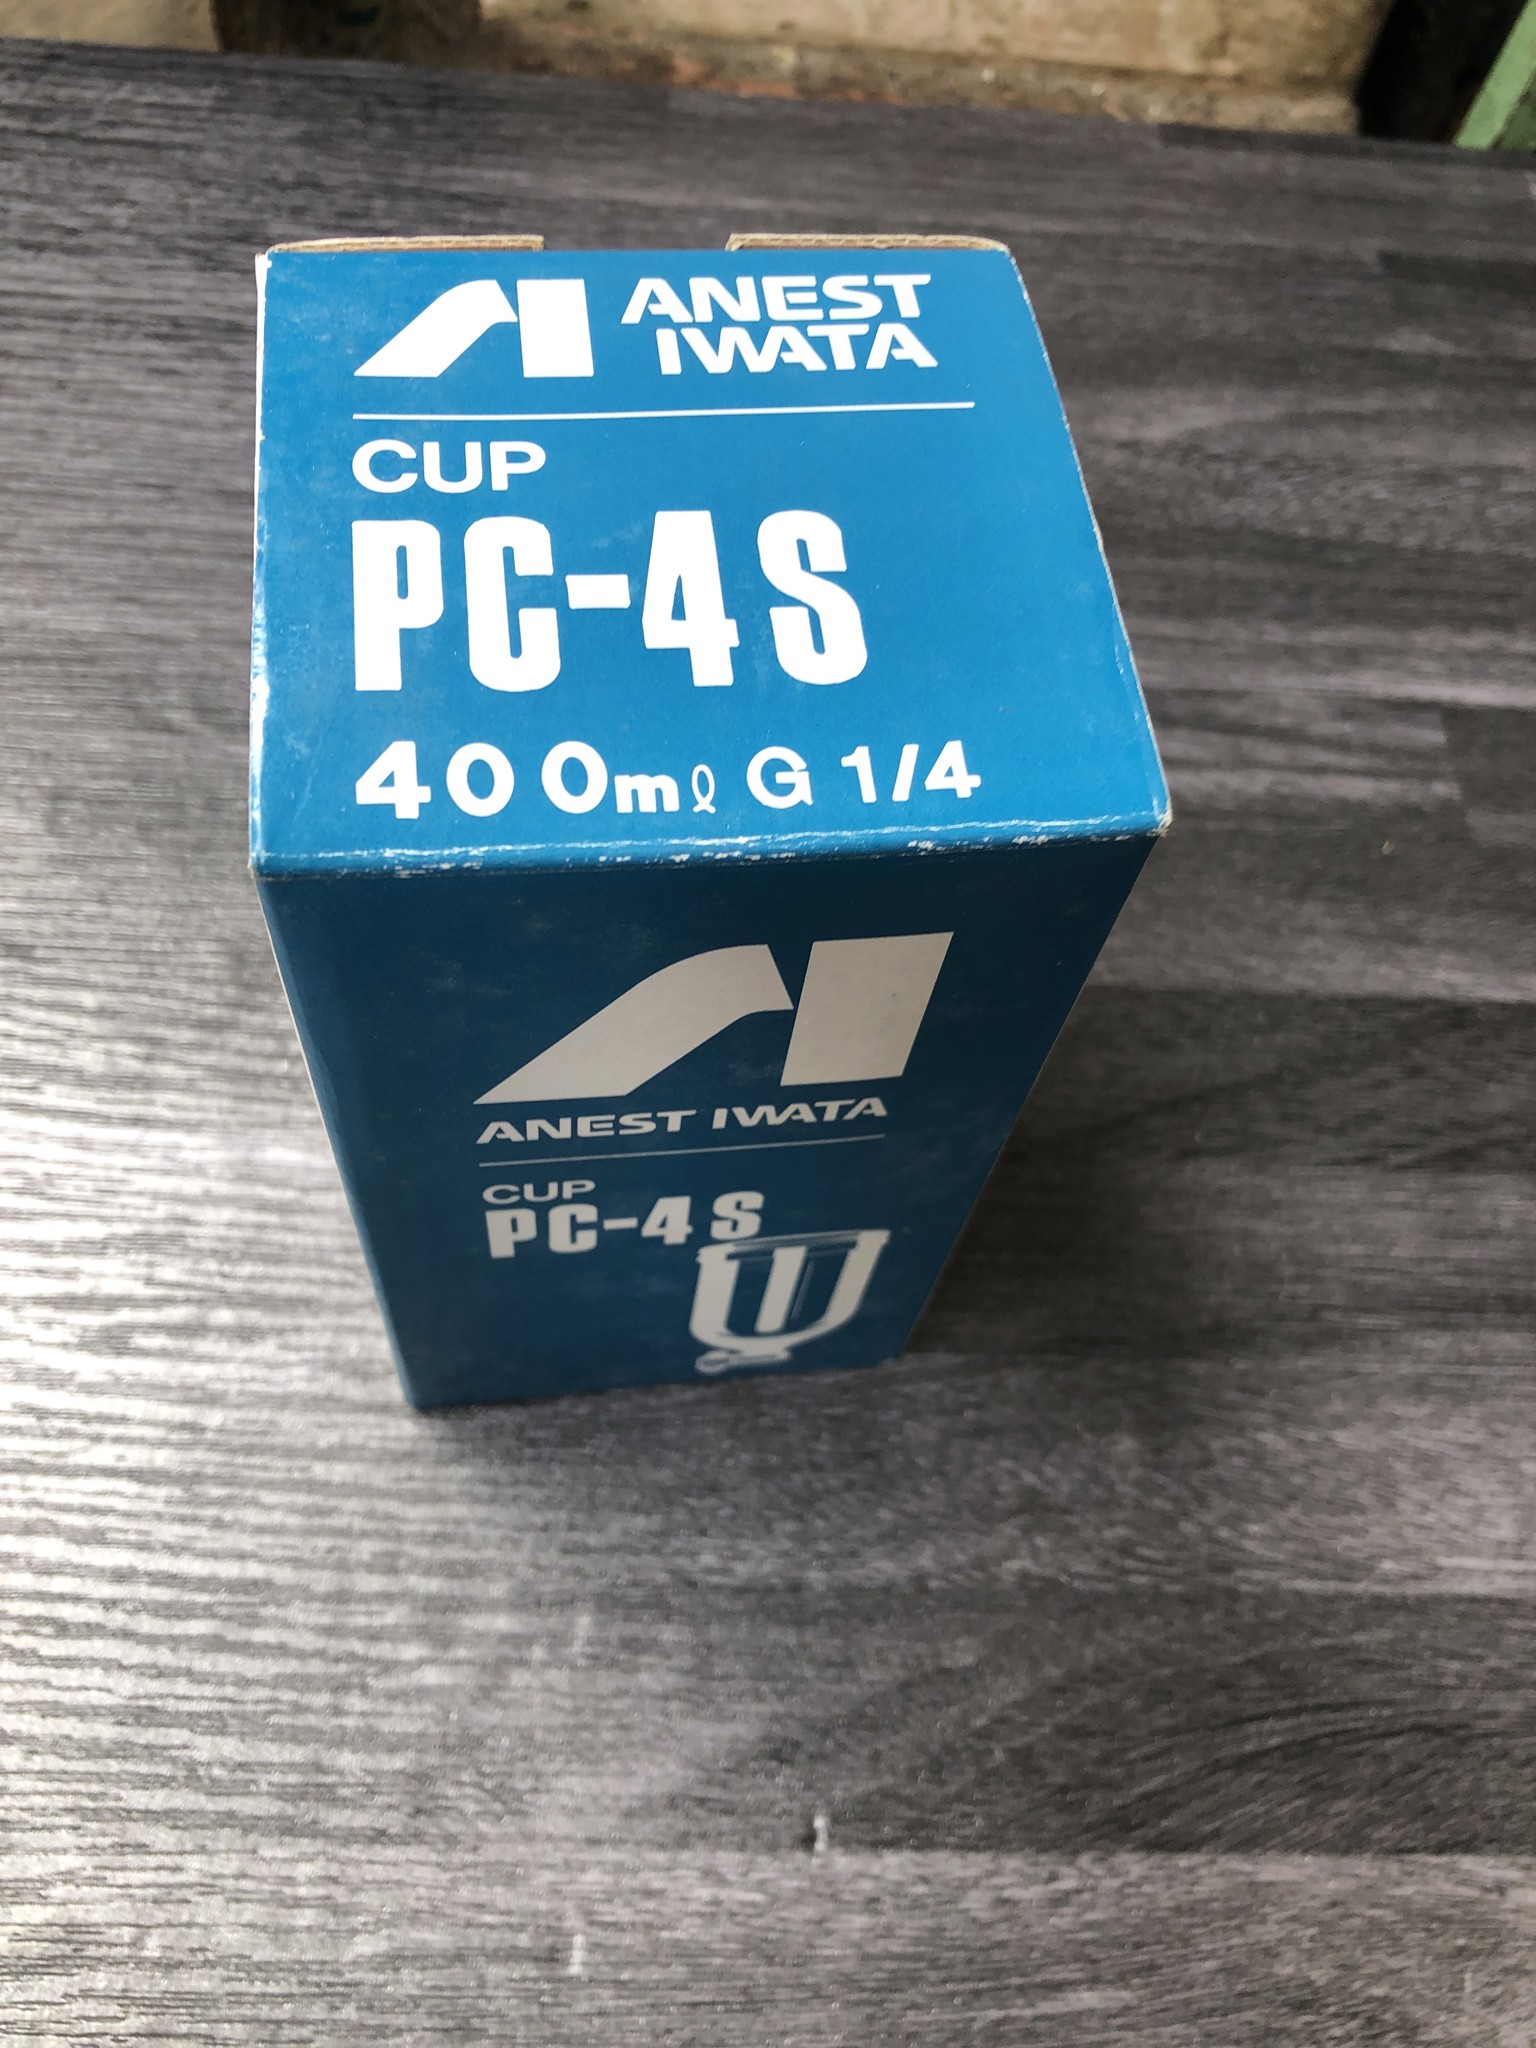 ANEST
IWATA
CUP
PC-4S
400mℓ G 1/4
ANEST IWATA
CUP
PC-4S